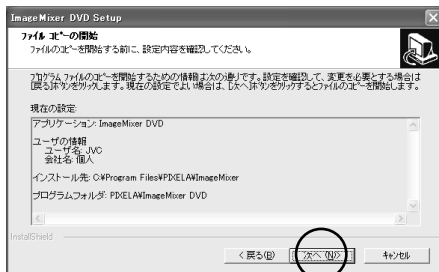 ImageMixer DVD Setup
ファイル コピーの開始
ファイルのコピーを開始する前に、設定内容を確認してください。
プログラム ファイルのコピーを開始するための情報は次の通りです。設定を確認して、変更を必要とする場合は
[戻る]ボタンをクリックします。現在の設定でよい場合は、[次へ]ボタンをクリックするとファイルのコピーを開始します。
現在の設定:
アプリケーション: ImageMixer DVD
ユーザの情報
ユーザ名: JVC
会社名: 個人
インストール先: C:¥Program Files¥PIXELA¥ImageMixer
プログラムフォルダ: PIXELA¥ImageMixer DVD
InstallShield
< 戻る(B)
次へ(N)>
キャンセル